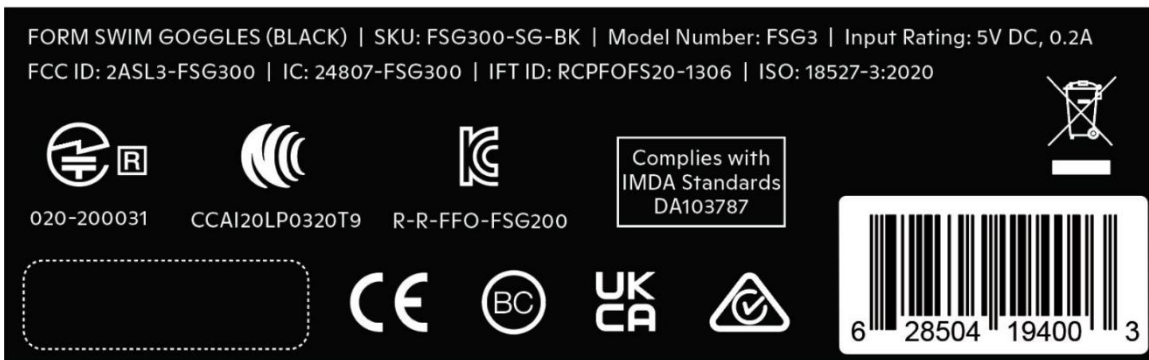 FORM SWIM GOGGLES (BLACK) | SKU: FSG300-SG-BK | Model Number: FSG3 | Input Rating: 5V DC, 0.2A
FCC ID: 2ASL3-FSG300 | IC: 24807-FSG300 | IFT ID: RCPFOFS20-1306 | ISO: 18527-3:2020
R
020-200031
CCAI20LP0320T9
R-R-FFO-FSG200
Complies with
IMDA Standards
DA103787
CE
BC
UK
CA
6 28504 19400 3